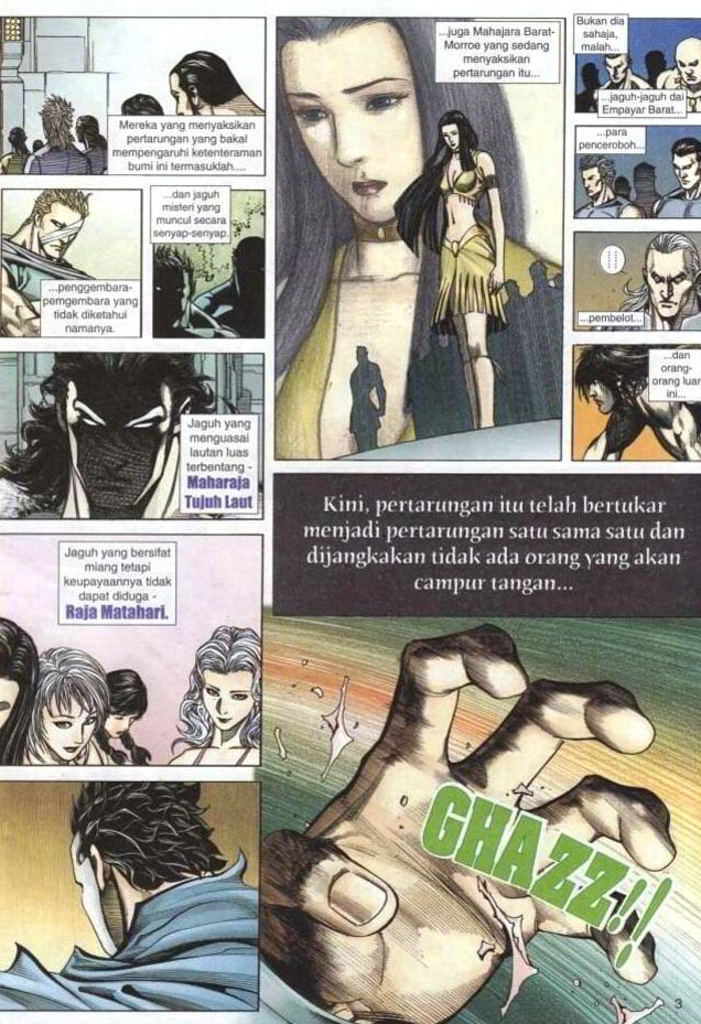 Mereka yang menyaksikan
pertarungan yang bakal
mempengaruhi ketenteraman
bumi ini termasuklah....
...juga Mahajara Barat-
Morroe yang sedang
menyaksikan
pertarungan itu...
Bukan dia
sahaja,
malah...
...jaguh-jaguh dai
Empayar Barat...
...para
penceroboh...
...penggembara-
pemgembara yang
tidak diketahui
namanya.
...dan jaguh
misteri yang
muncul secara
senyap-senyap.
...pembelot...
...dan
orang-
orang luar
ini...
Jaguh yang
menguasai
lautan luas
terbentang -
Maharaja
Tujuh Laut
Kini, pertarungan itu telah bertukar
menjadi pertarungan satu sama satu dan
dijangkakan tidak ada orang yang akan
campur tangan...
Jaguh yang bersifat
miang tetapi
keupayaannya tidak
dapat diduga -
Raja Matahari.
GHAZZ!!
3